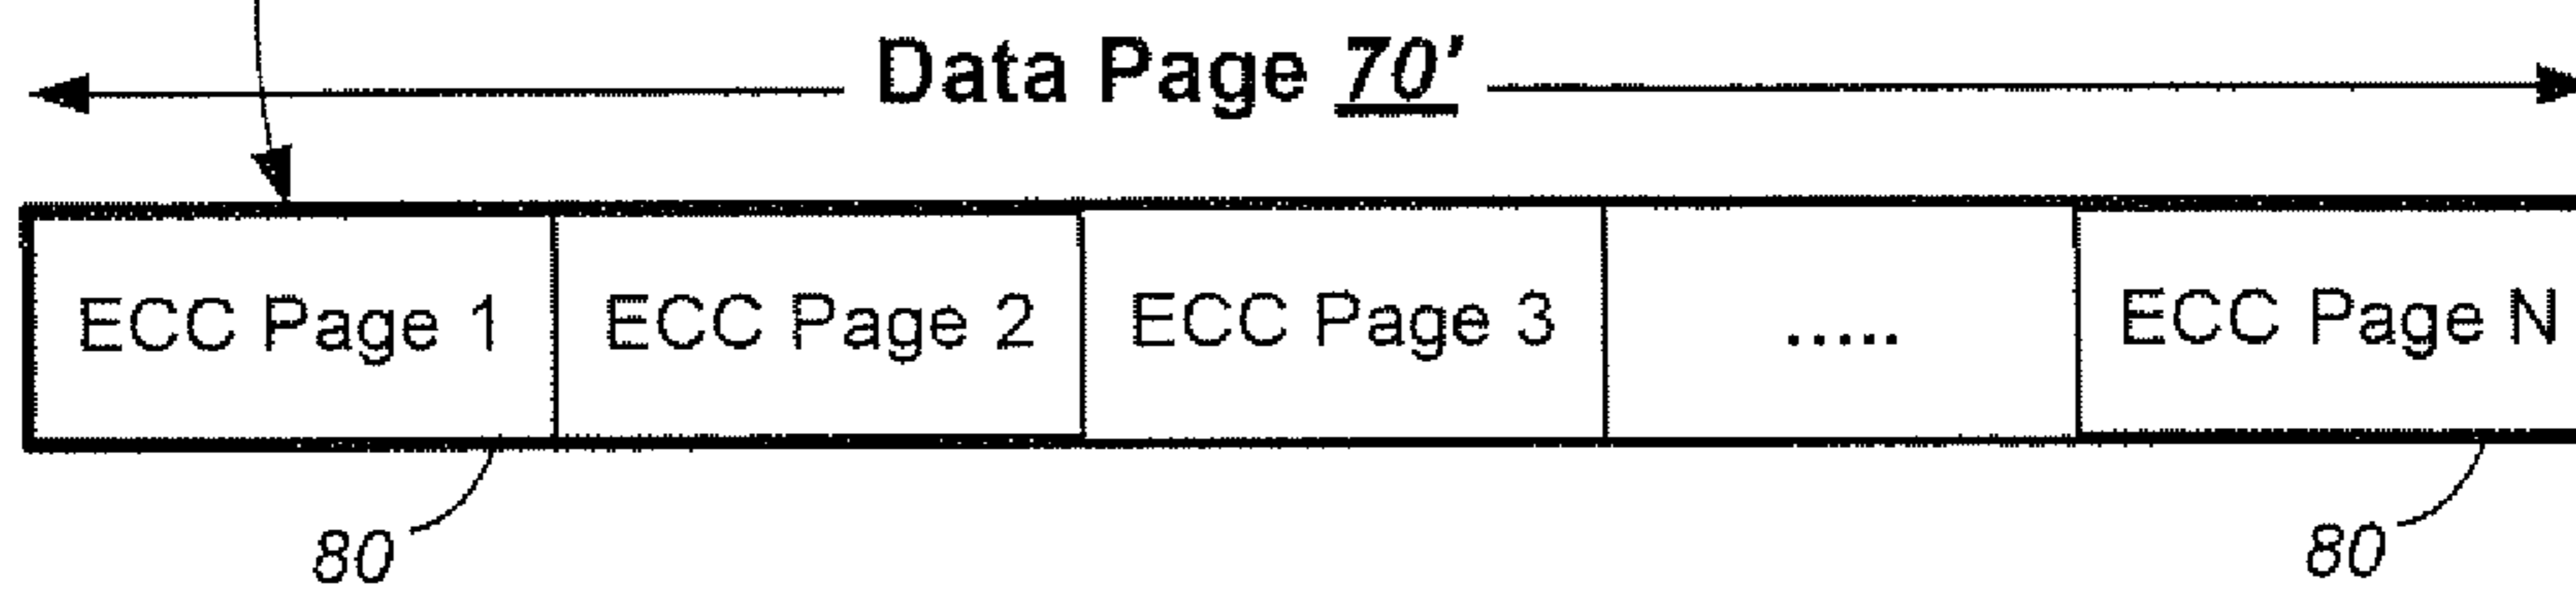 Data Page 70'
ECC Page 1 ECC Page 2 ECC Page 3 ..... ECC Page N
80 80